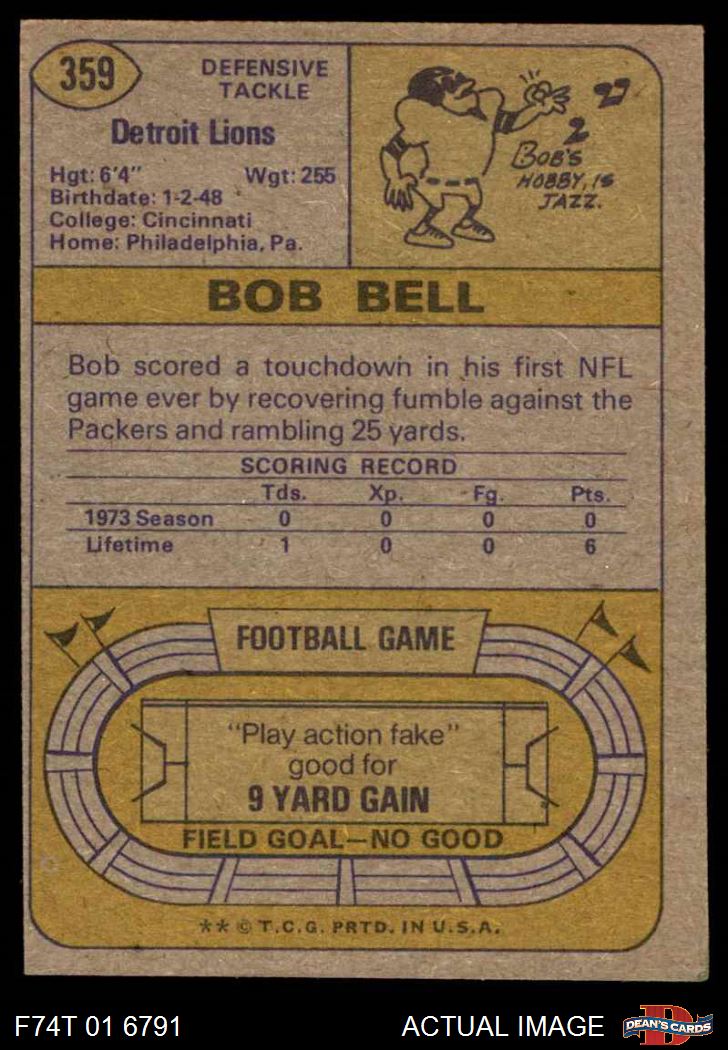 359
DEFENSIVE
TACKLE
Detroit Lions
Hgt: 6'4" Wgt: 255
Birthdate: 1-2-48
College: Cincinnati
Home: Philadelphia, Pa.
BOB'S
HOBBY, IS
JAZZ.
BOB BELL
Bob scored a touchdown in his first NFL
game ever by recovering fumble against the
Packers and rambling 25 yards.
SCORING RECORD
Tds. Xp. Fg. Pts.
1973 Season 0 0 0 0
Lifetime 1 0 0 6
FOOTBALL GAME
"Play action fake"
good for
9 YARD GAIN
FIELD GOAL—NO GOOD
** © T.C.G. PRTD. IN U.S.A.
F74T 01 6791 ACTUAL IMAGE
D
DEAN'S CARDS